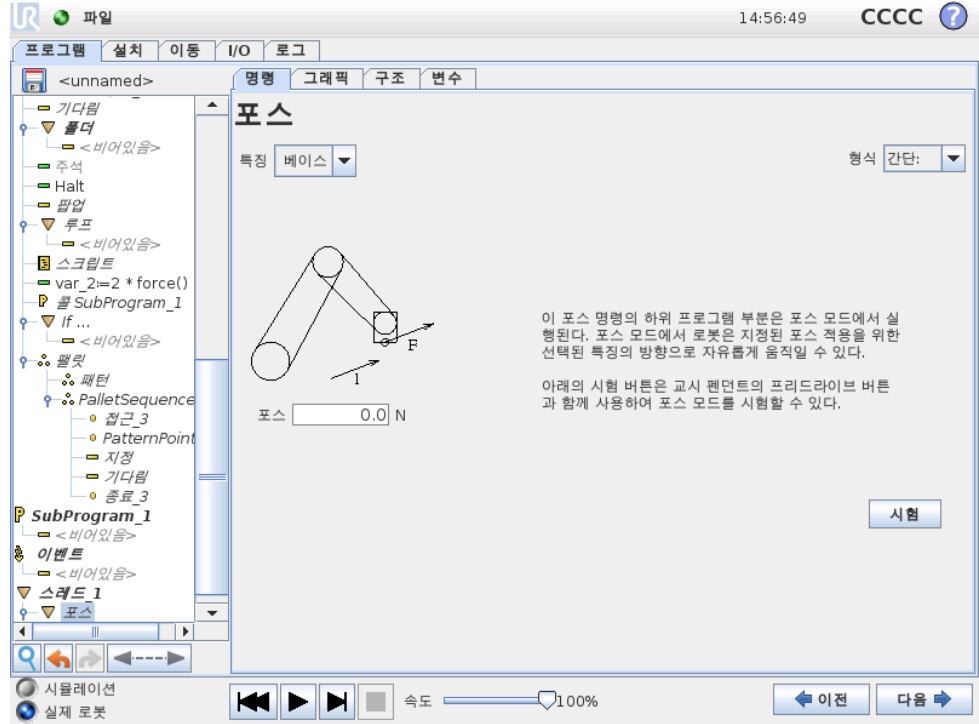 UR 파일 14:56:49 CCCC ?
프로그램 설치 이동 I/O 로그
<unnamed>
명령 그래픽 구조 변수
기다림
폴더
<비어있음>
주석
Halt
팝업
루프
<비어있음>
스크립트
var_2:=2 * force()
콜 SubProgram_1
If ...
<비어있음>
팰릿
패턴
PalletSequence
접근_3
PatternPoint
지정
기다림
종료_3
SubProgram_1
<비어있음>
이벤트
<비어있음>
스레드_1
포스
포스
특징 베이스
형식 간단:
F
1
포스 0.0 N
이 포스 명령의 하위 프로그램 부분은 포스 모드에서 실
행된다. 포스 모드에서 로봇은 지정된 포스 적용을 위한
선택된 특징의 방향으로 자유롭게 움직일 수 있다.
아래의 시험 버튼은 교시 펜던트의 프리드라이브 버튼
과 함께 사용하여 포스 모드를 시험할 수 있다.
시험
시뮬레이션
실제 로봇
속도 100%
이전 다음